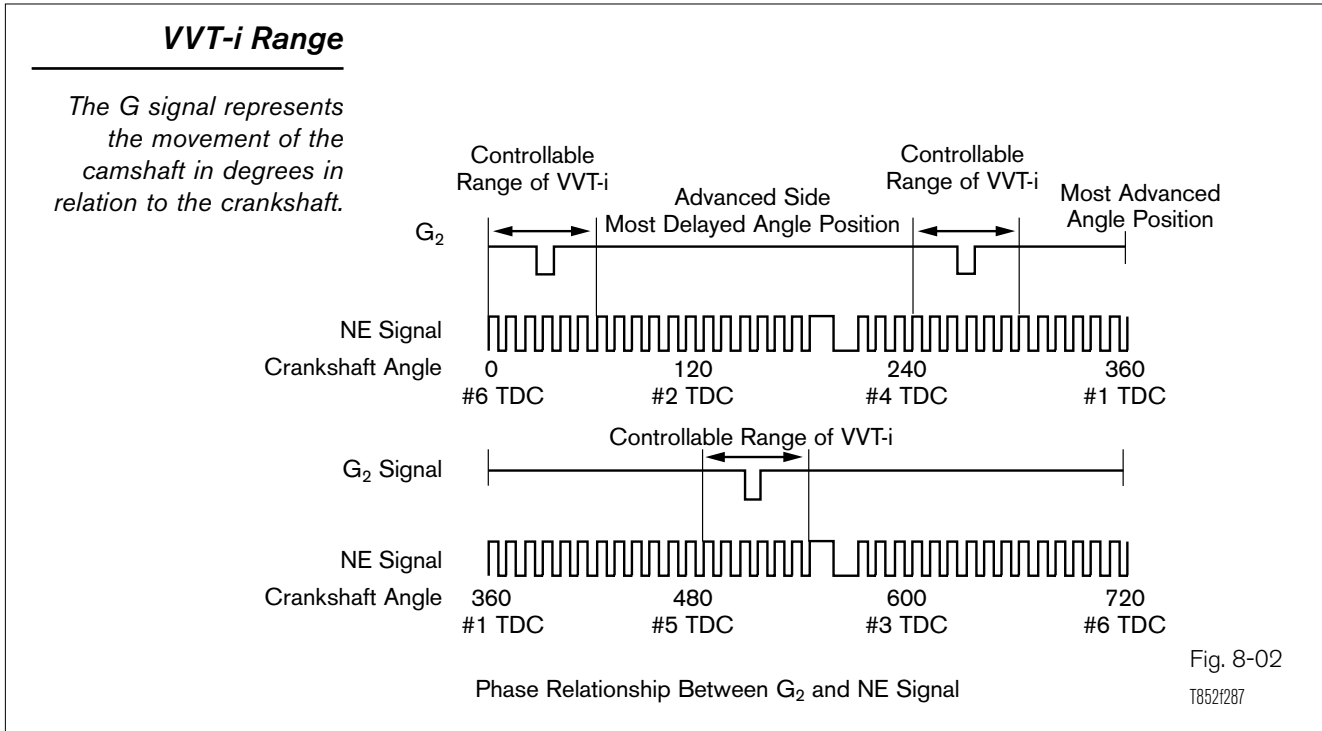 VVT-i Range
The G signal represents
the movement of the
camshaft in degrees in
relation to the crankshaft.
Controllable
Range of VVT-i
Advanced Side
Most Delayed Angle Position
Controllable
Range of VVT-i
Most Advanced
Angle Position
G₂
NE Signal
Crankshaft Angle 0 120 240 360
#6 TDC #2 TDC #4 TDC #1 TDC
Controllable Range of VVT-i
G₂ Signal
NE Signal
Crankshaft Angle 360 480 600 720
#1 TDC #5 TDC #3 TDC #6 TDC
Phase Relationship Between G₂ and NE Signal
Fig. 8-02
T852f287